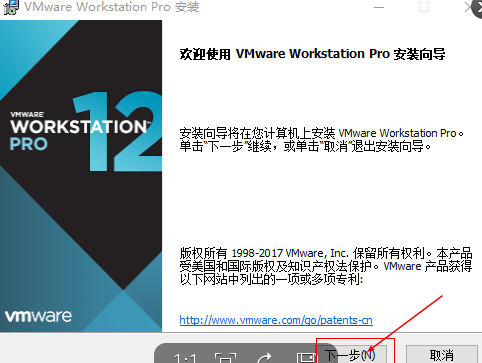 VMware Workstation Pro 安装
VMWARE
WORKSTATION™
PRO
12
欢迎使用 VMware Workstation Pro 安装向导
安装向导将在您计算机上安装 VMware Workstation Pro。
单击“下一步”继续，或单击“取消”退出安装向导。
版权所有 1998-2017 VMware, Inc. 保留所有权利。本产品
受美国和国际版权及知识产权法保护。VMware 产品获得
以下网站中列出的一项或多项专利:
http://www.vmware.com/go/patents-cn
vmware
1:1
下一步(N)
取消